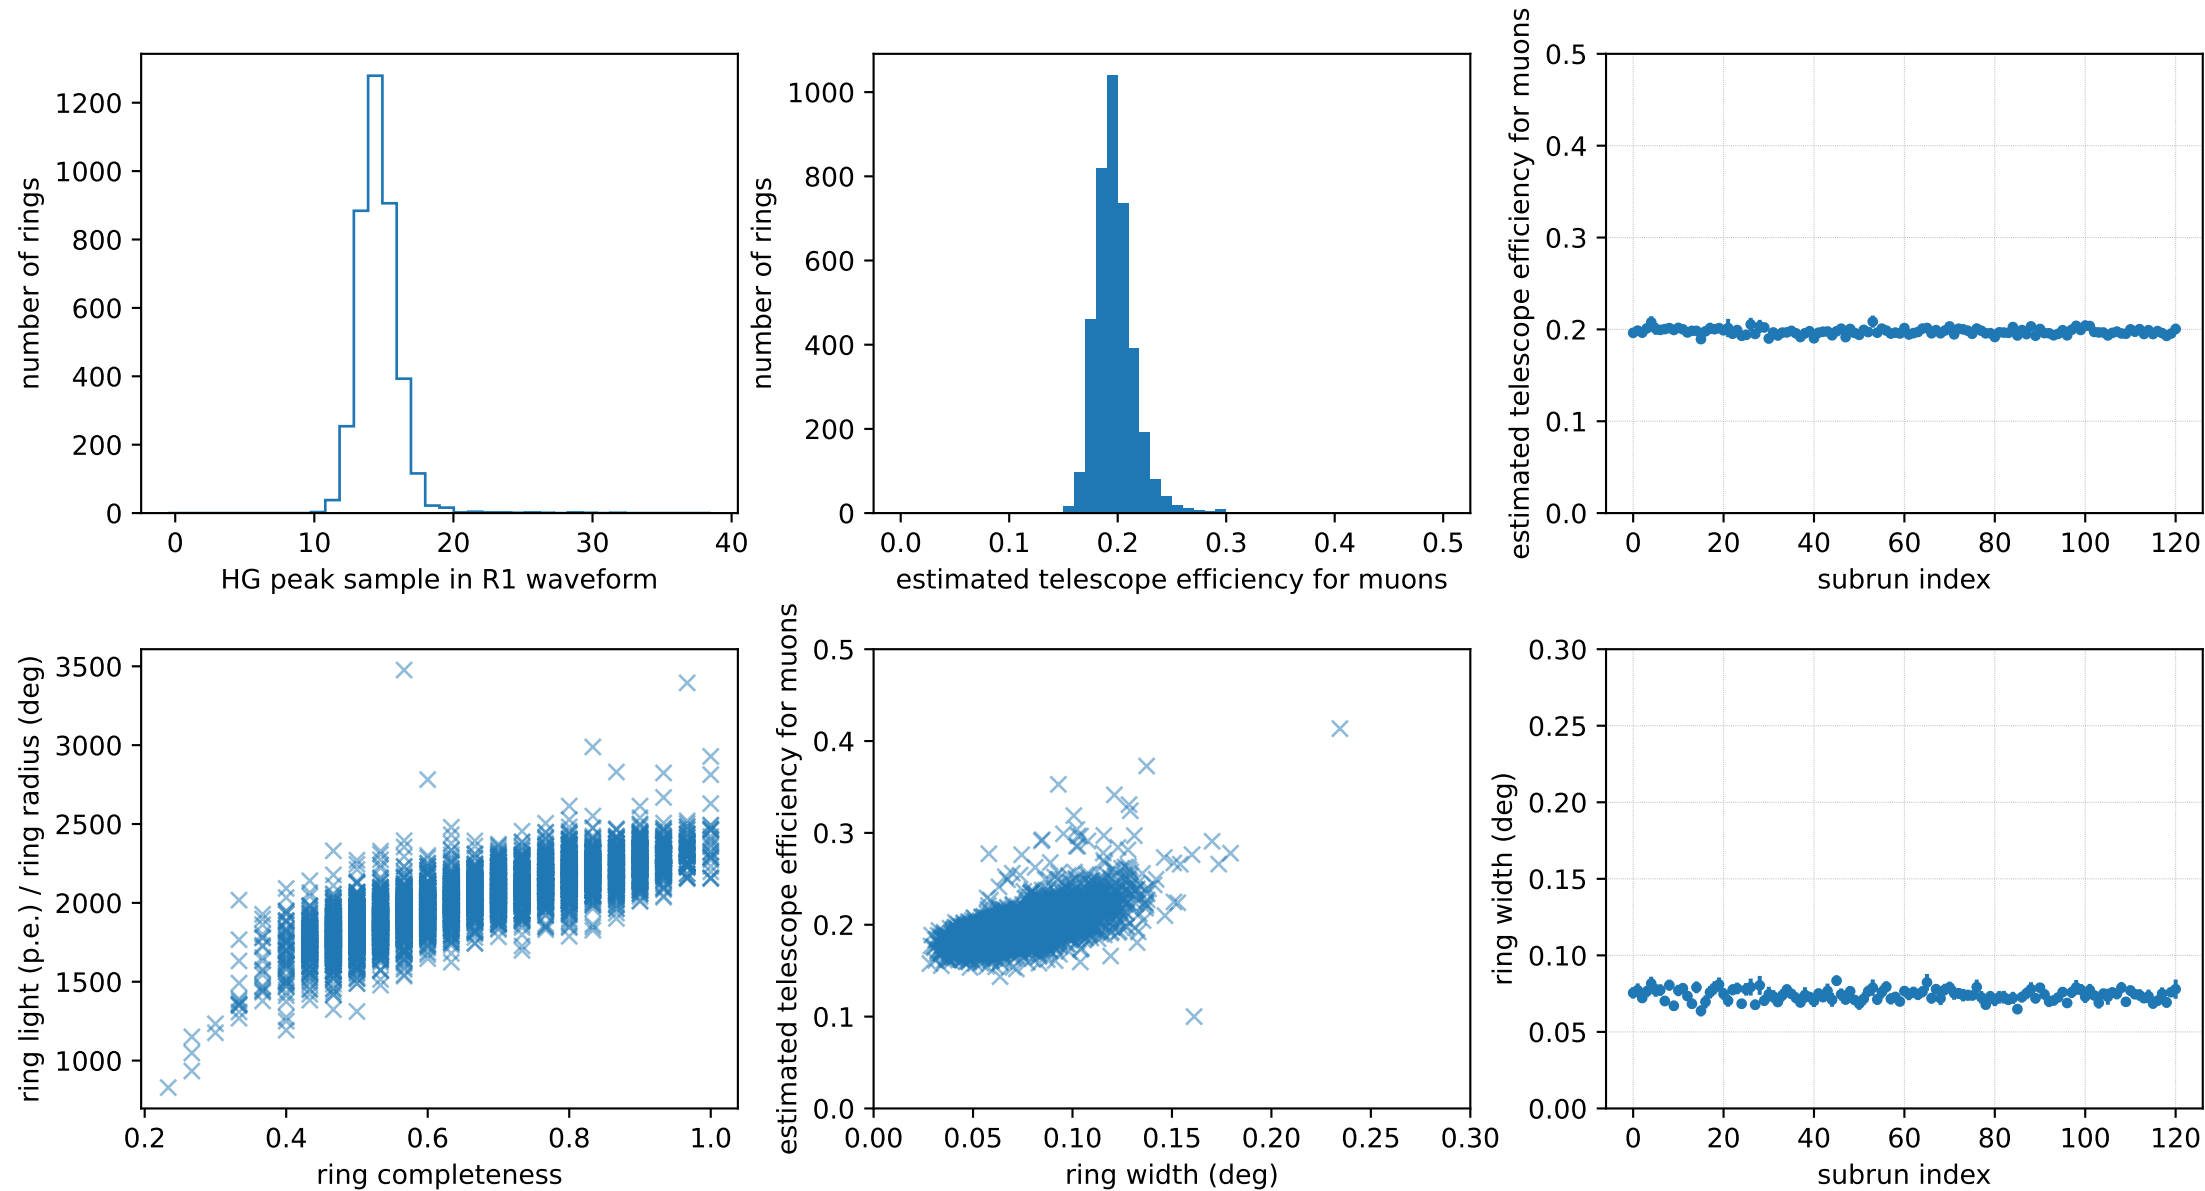 number of rings
1200
1000
800
600
400
200
0
0 10 20 30 40
HG peak sample in R1 waveform
number of rings
1000
800
600
400
200
0
0.0 0.1 0.2 0.3 0.4 0.5
estimated telescope efficiency for muons
estimated telescope efficiency for muons
0.5
0.4
0.3
0.2
0.1
0.0
0 20 40 60 80 100 120
subrun index
ring light (p.e.) / ring radius (deg)
3500
3000
2500
2000
1500
1000
0.2 0.4 0.6 0.8 1.0
ring completeness
estimated telescope efficiency for muons
0.5
0.4
0.3
0.2
0.1
0.0
0.00 0.05 0.10 0.15 0.20 0.25 0.30
ring width (deg)
ring width (deg)
0.30
0.25
0.20
0.15
0.10
0.05
0.00
0 20 40 60 80 100 120
subrun index